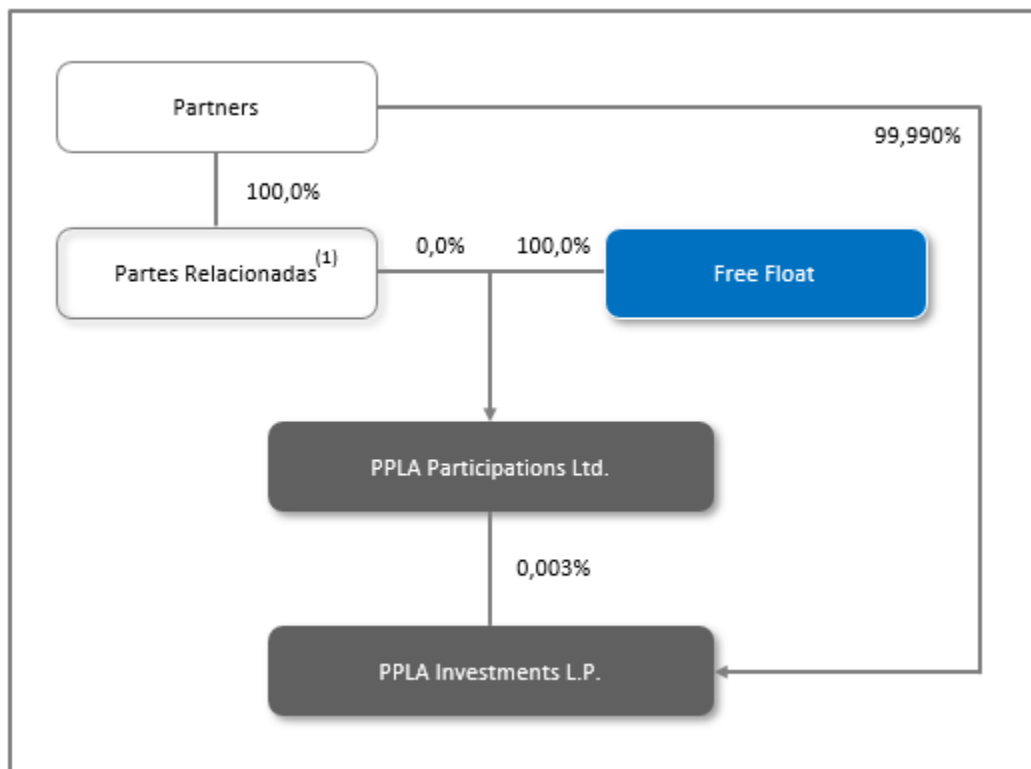 Partners
99,990%
100,0%
Partes Relacionadas(1)
0,0%
100,0%
Free Float
PPLA Participations Ltd.
0,003%
PPLA Investments L.P.